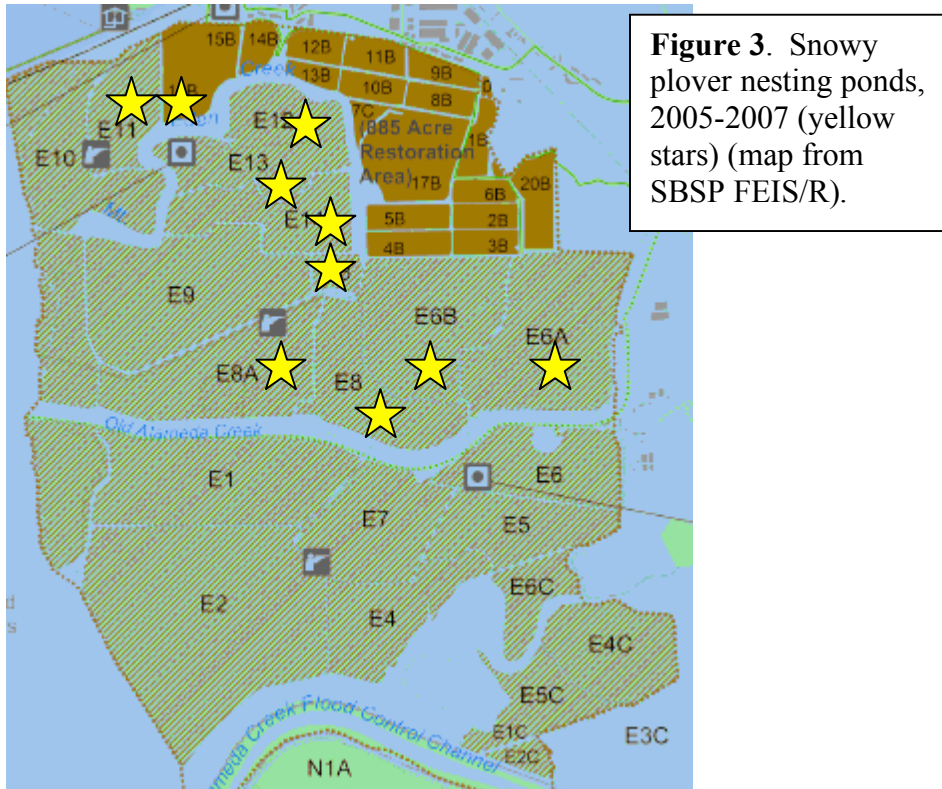 Figure 3. Snowy
plover nesting ponds,
2005-2007 (yellow
stars) (map from
SBSP FEIS/R).
15B
14B
12B
11B
9B
13B
10B
8B
Creek
7C
(885 Acre
Restoration
Area)
1B
17B
20B
6B
5B
2B
4B
3B
E11
E12
E10
E13
Mt
E9
E6B
E6A
E8A
E8
Old Alameda Creek
E1
E6
E7
E5
E2
E6C
E4
E4C
E5C
E1C
E2C
E3C
ameda Creek Flood Control Channel
N1A